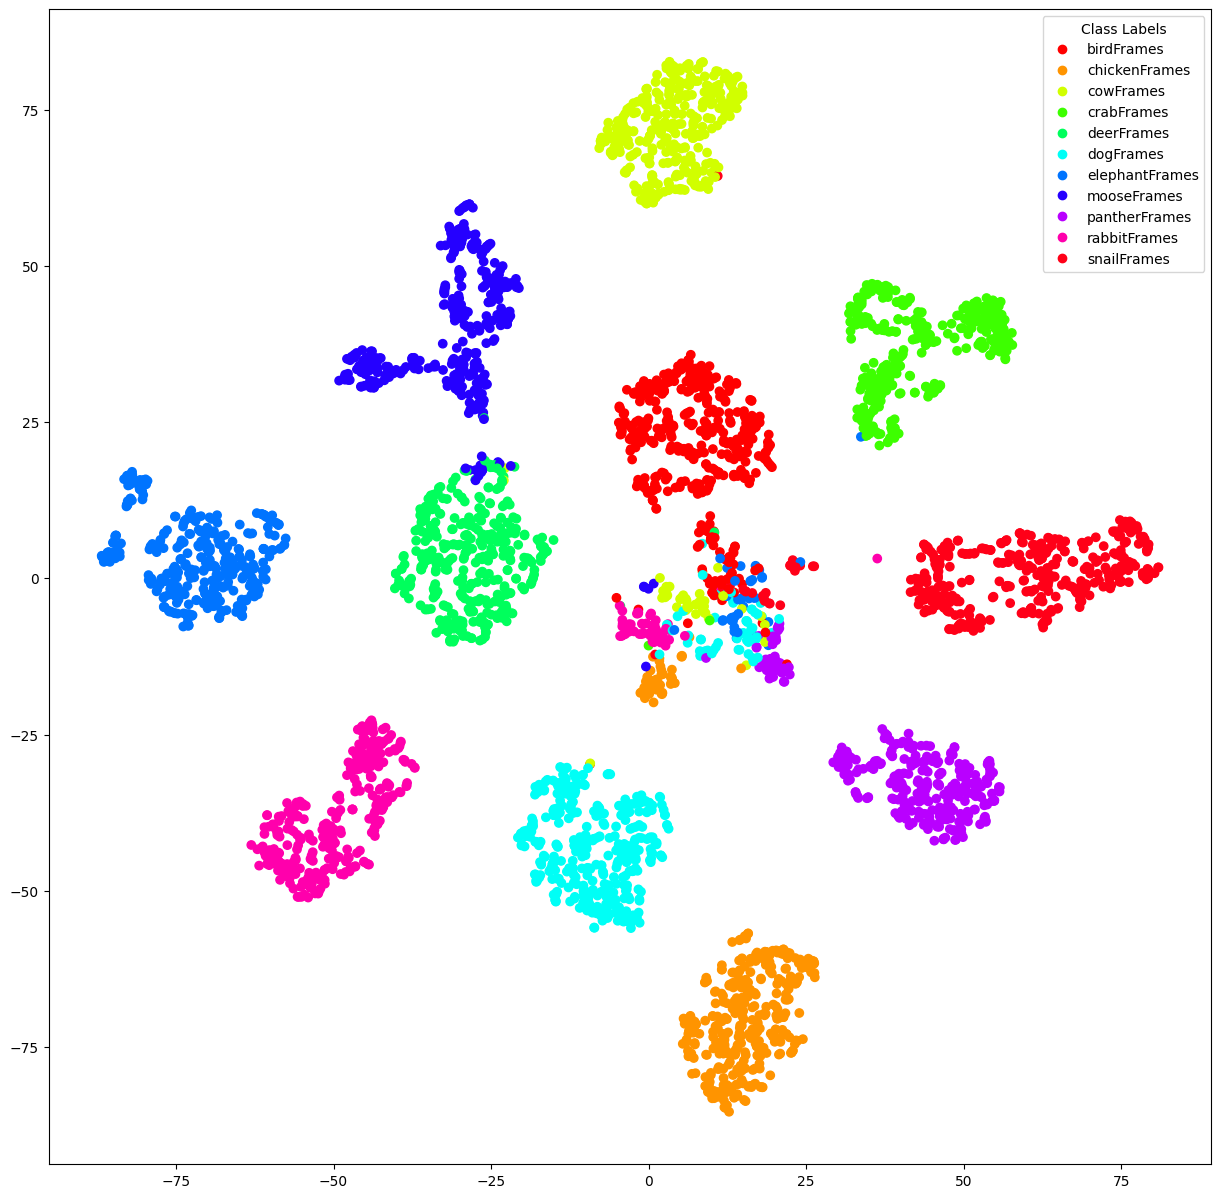 Class Labels
birdFrames
chickenFrames
cowFrames
crabFrames
deerFrames
dogFrames
elephantFrames
mooseFrames
pantherFrames
rabbitFrames
snailFrames
75
50
25
0
−25
−50
−75
−75 −50 −25 0 25 50 75